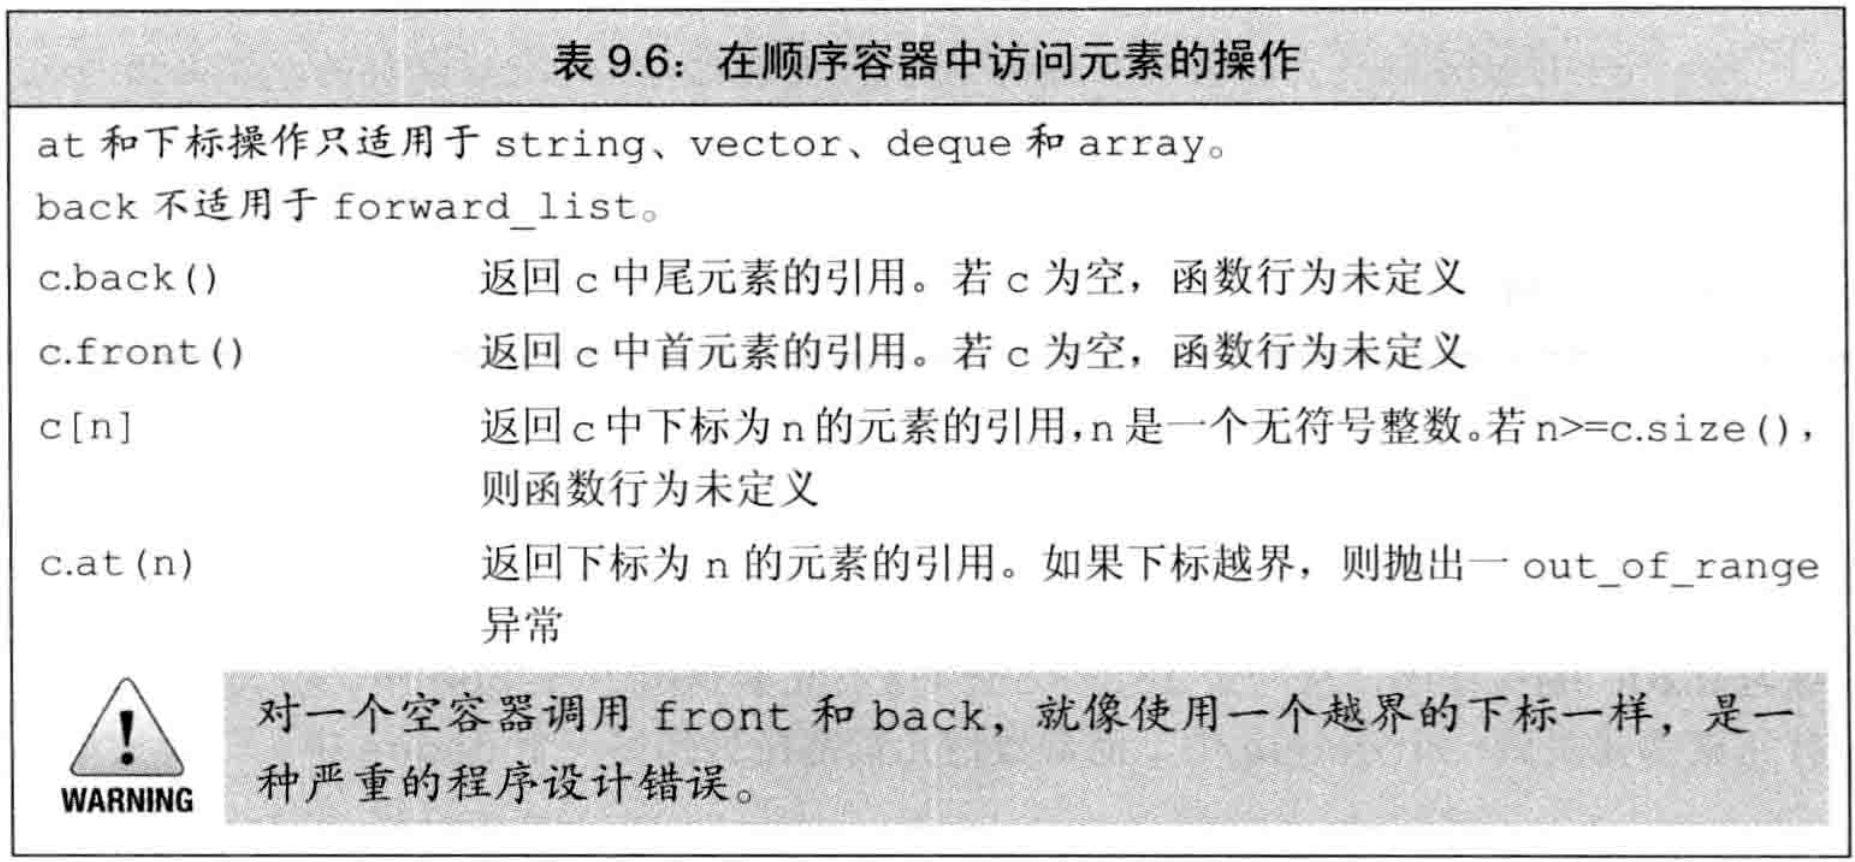 表 9.6：在顺序容器中访问元素的操作
at 和下标操作只适用于 string、vector、deque 和 array。
back 不适用于 forward_list。
c.back() 返回 c 中尾元素的引用。若 c 为空，函数行为未定义
c.front() 返回 c 中首元素的引用。若 c 为空，函数行为未定义
c[n] 返回 c 中下标为 n 的元素的引用,n 是一个无符号整数。若 n>=c.size()，
则函数行为未定义
c.at(n) 返回下标为 n 的元素的引用。如果下标越界，则抛出一 out_of_range
异常
对一个空容器调用 front 和 back，就像使用一个越界的下标一样，是一
种严重的程序设计错误。
WARNING